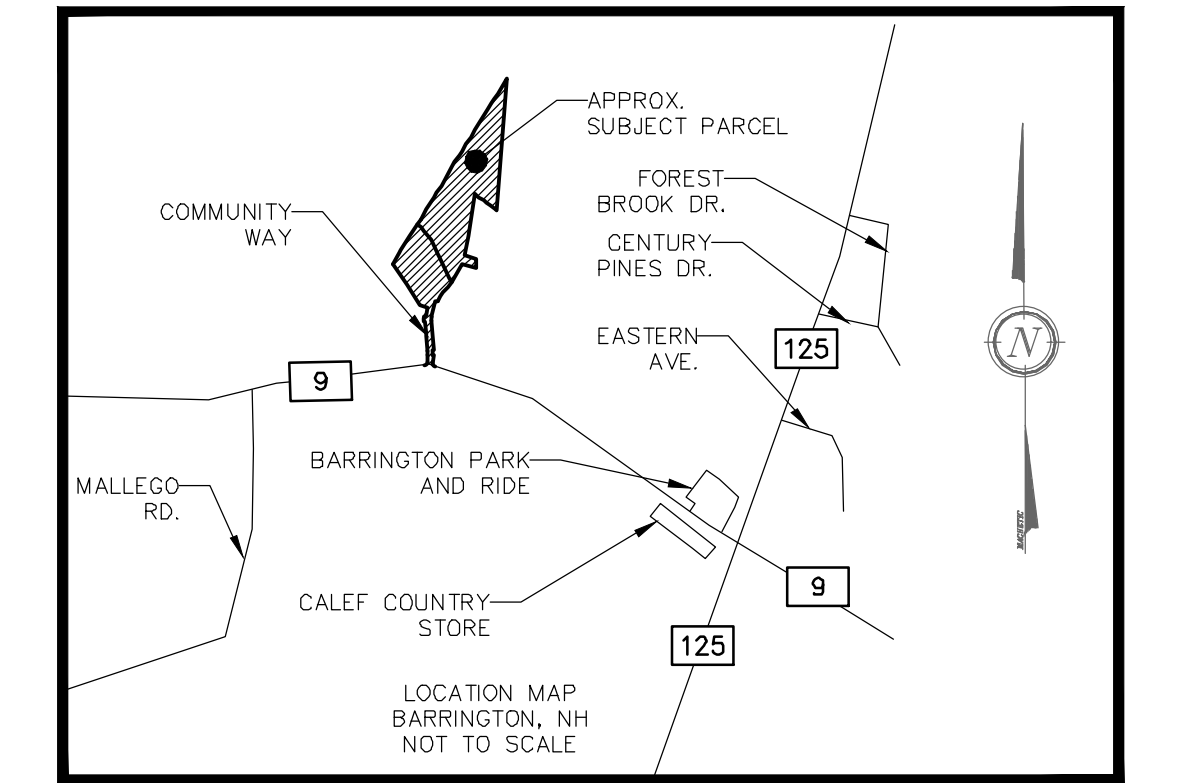 APPROX.
SUBJECT PARCEL
FOREST
BROOK DR.
COMMUNITY
WAY
CENTURY
PINES DR.
EASTERN
AVE.
125
N
9
BARRINGTON PARK
AND RIDE
MALLEGO
RD.
MAGNETIC
9
CALEF COUNTRY
STORE
125
LOCATION MAP
BARRINGTON, NH
NOT TO SCALE